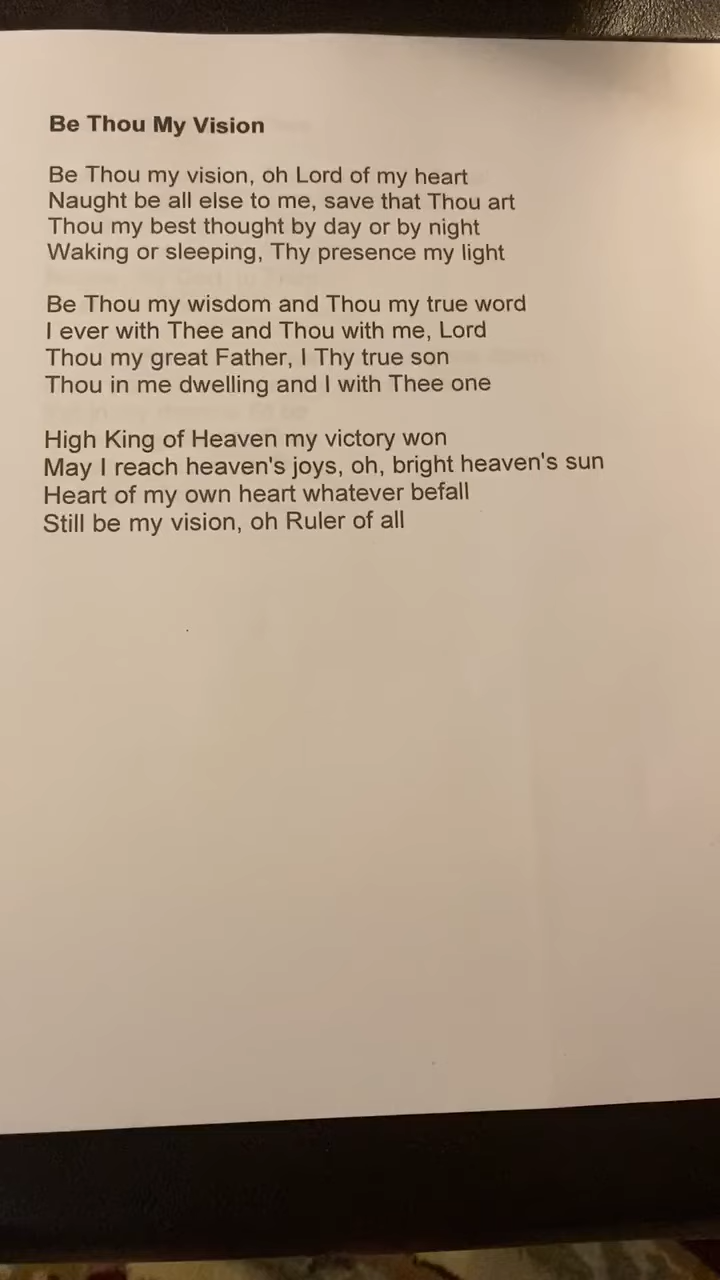 Be Thou My Vision
Be Thou my vision, oh Lord of my heart
Naught be all else to me, save that Thou art
Thou my best thought by day or by night
Waking or sleeping, Thy presence my light
Be Thou my wisdom and Thou my true word
I ever with Thee and Thou with me, Lord
Thou my great Father, I Thy true son
Thou in me dwelling and I with Thee one
High King of Heaven my victory won
May I reach heaven's joys, oh, bright heaven's sun
Heart of my own heart whatever befall
Still be my vision, oh Ruler of all